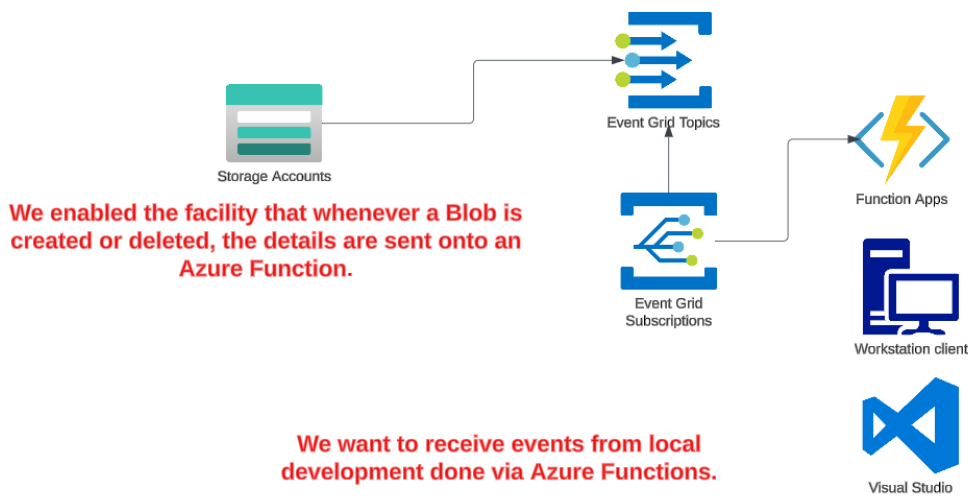 Event Grid Topics
Storage Accounts
Function Apps
We enabled the facility that whenever a Blob is
created or deleted, the details are sent onto an
Azure Function.
Event Grid
Subscriptions
Workstation client
We want to receive events from local
development done via Azure Functions.
Visual Studio